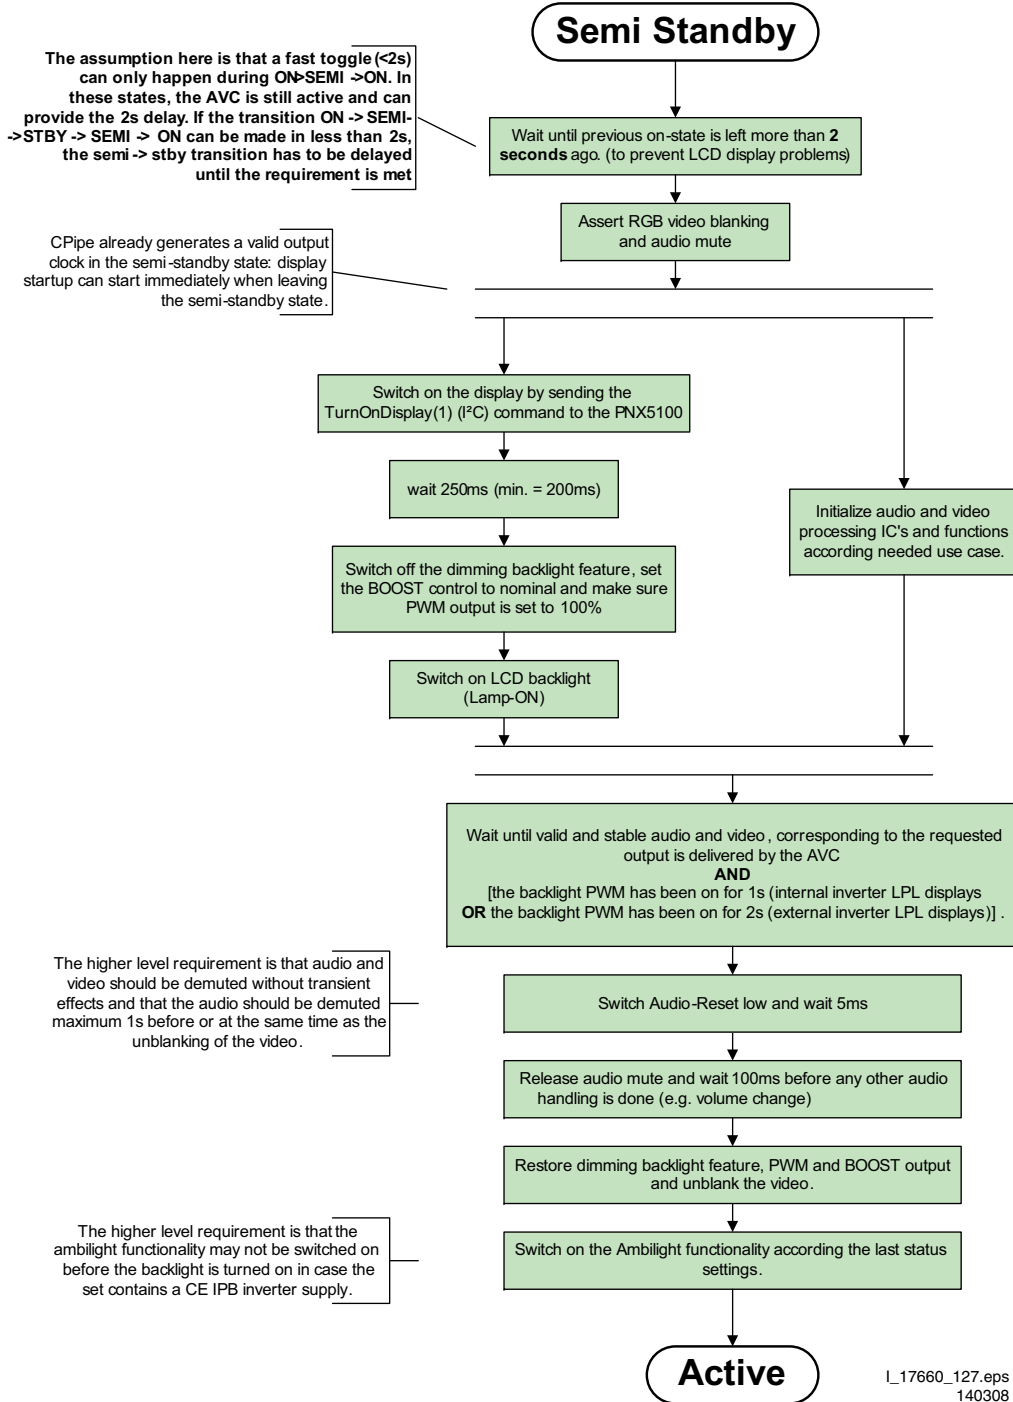 Semi Standby
The assumption here is that a fast toggle (<2s)
can only happen during ON->SEMI ->ON. In
these states, the AVC is still active and can
provide the 2s delay. If the transition ON -> SEMI-
->STBY -> SEMI -> ON can be made in less than 2s,
the semi -> stby transition has to be delayed
until the requirement is met
Wait until previous on-state is left more than 2
seconds ago. (to prevent LCD display problems)
Assert RGB video blanking
and audio mute
CPipe already generates a valid output
clock in the semi-standby state: display
startup can start immediately when leaving
the semi-standby state.
Switch on the display by sending the
TurnOnDisplay(1) (I²C) command to the PNX5100
wait 250ms (min. = 200ms)
Initialize audio and video
processing IC's and functions
according needed use case.
Switch off the dimming backlight feature, set
the BOOST control to nominal and make sure
PWM output is set to 100%
Switch on LCD backlight
(Lamp-ON)
Wait until valid and stable audio and video, corresponding to the requested
output is delivered by the AVC
AND
[the backlight PWM has been on for 1s (internal inverter LPL displays
OR the backlight PWM has been on for 2s (external inverter LPL displays)] .
The higher level requirement is that audio and
video should be demuted without transient
effects and that the audio should be demuted
maximum 1s before or at the same time as the
unblanking of the video.
Switch Audio-Reset low and wait 5ms
Release audio mute and wait 100ms before any other audio
handling is done (e.g. volume change)
Restore dimming backlight feature, PWM and BOOST output
and unblank the video.
The higher level requirement is that the
ambilight functionality may not be switched on
before the backlight is turned on in case the
set contains a CE IPB inverter supply.
Switch on the Ambilight functionality according the last status
settings.
Active
I_17660_127.eps
140308